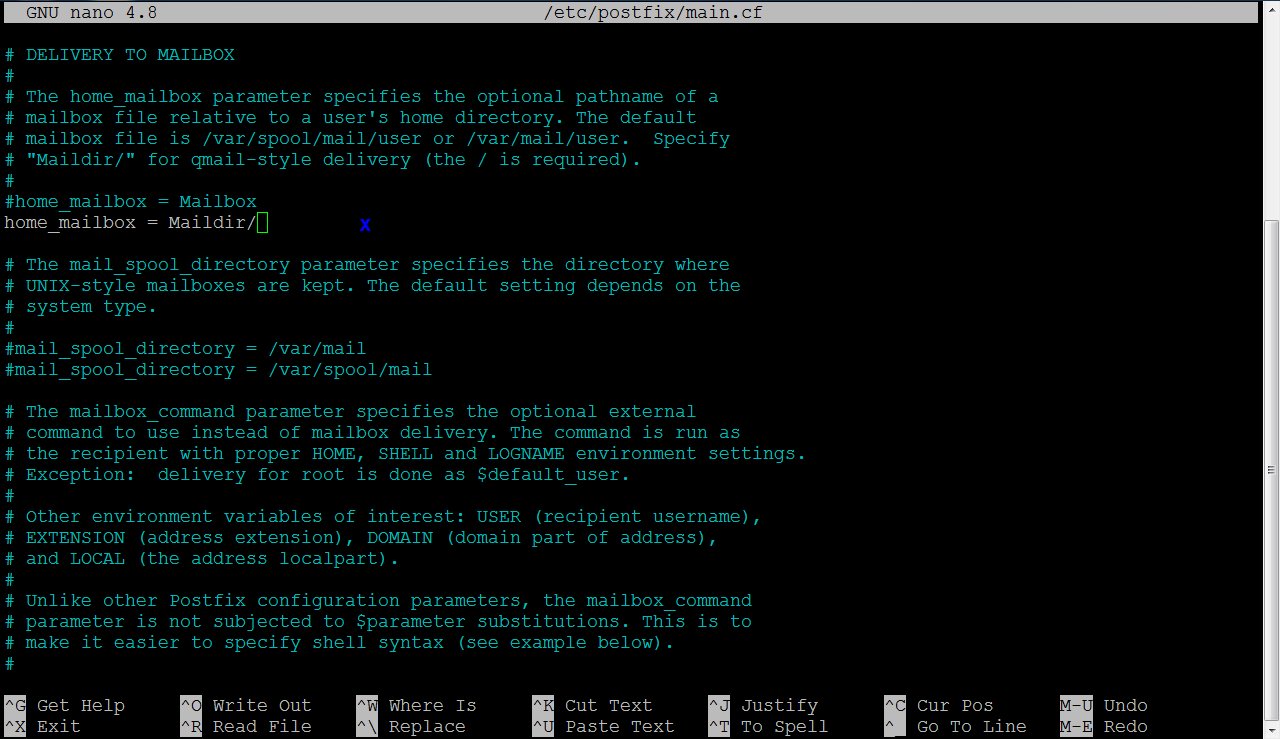 GNU nano 4.8 /etc/postfix/main.cf
# DELIVERY TO MAILBOX
#
# The home_mailbox parameter specifies the optional pathname of a
# mailbox file relative to a user's home directory. The default
# mailbox file is /var/spool/mail/user or /var/mail/user.  Specify
# "Maildir/" for qmail-style delivery (the / is required).
#
#home_mailbox = Mailbox
home_mailbox = Maildir/ x
# The mail_spool_directory parameter specifies the directory where
# UNIX-style mailboxes are kept. The default setting depends on the
# system type.
#
#mail_spool_directory = /var/mail
#mail_spool_directory = /var/spool/mail
# The mailbox_command parameter specifies the optional external
# command to use instead of mailbox delivery. The command is run as
# the recipient with proper HOME, SHELL and LOGNAME environment settings.
# Exception:  delivery for root is done as $default_user.
#
# Other environment variables of interest: USER (recipient username),
# EXTENSION (address extension), DOMAIN (domain part of address),
# and LOCAL (the address localpart).
#
# Unlike other Postfix configuration parameters, the mailbox_command
# parameter is not subjected to $parameter substitutions. This is to
# make it easier to specify shell syntax (see example below).
#
^G Get Help ^O Write Out ^W Where Is ^K Cut Text ^J Justify ^C Cur Pos M-U Undo
^X Exit ^R Read File ^\ Replace ^U Paste Text ^T To Spell ^_ Go To Line M-E Redo